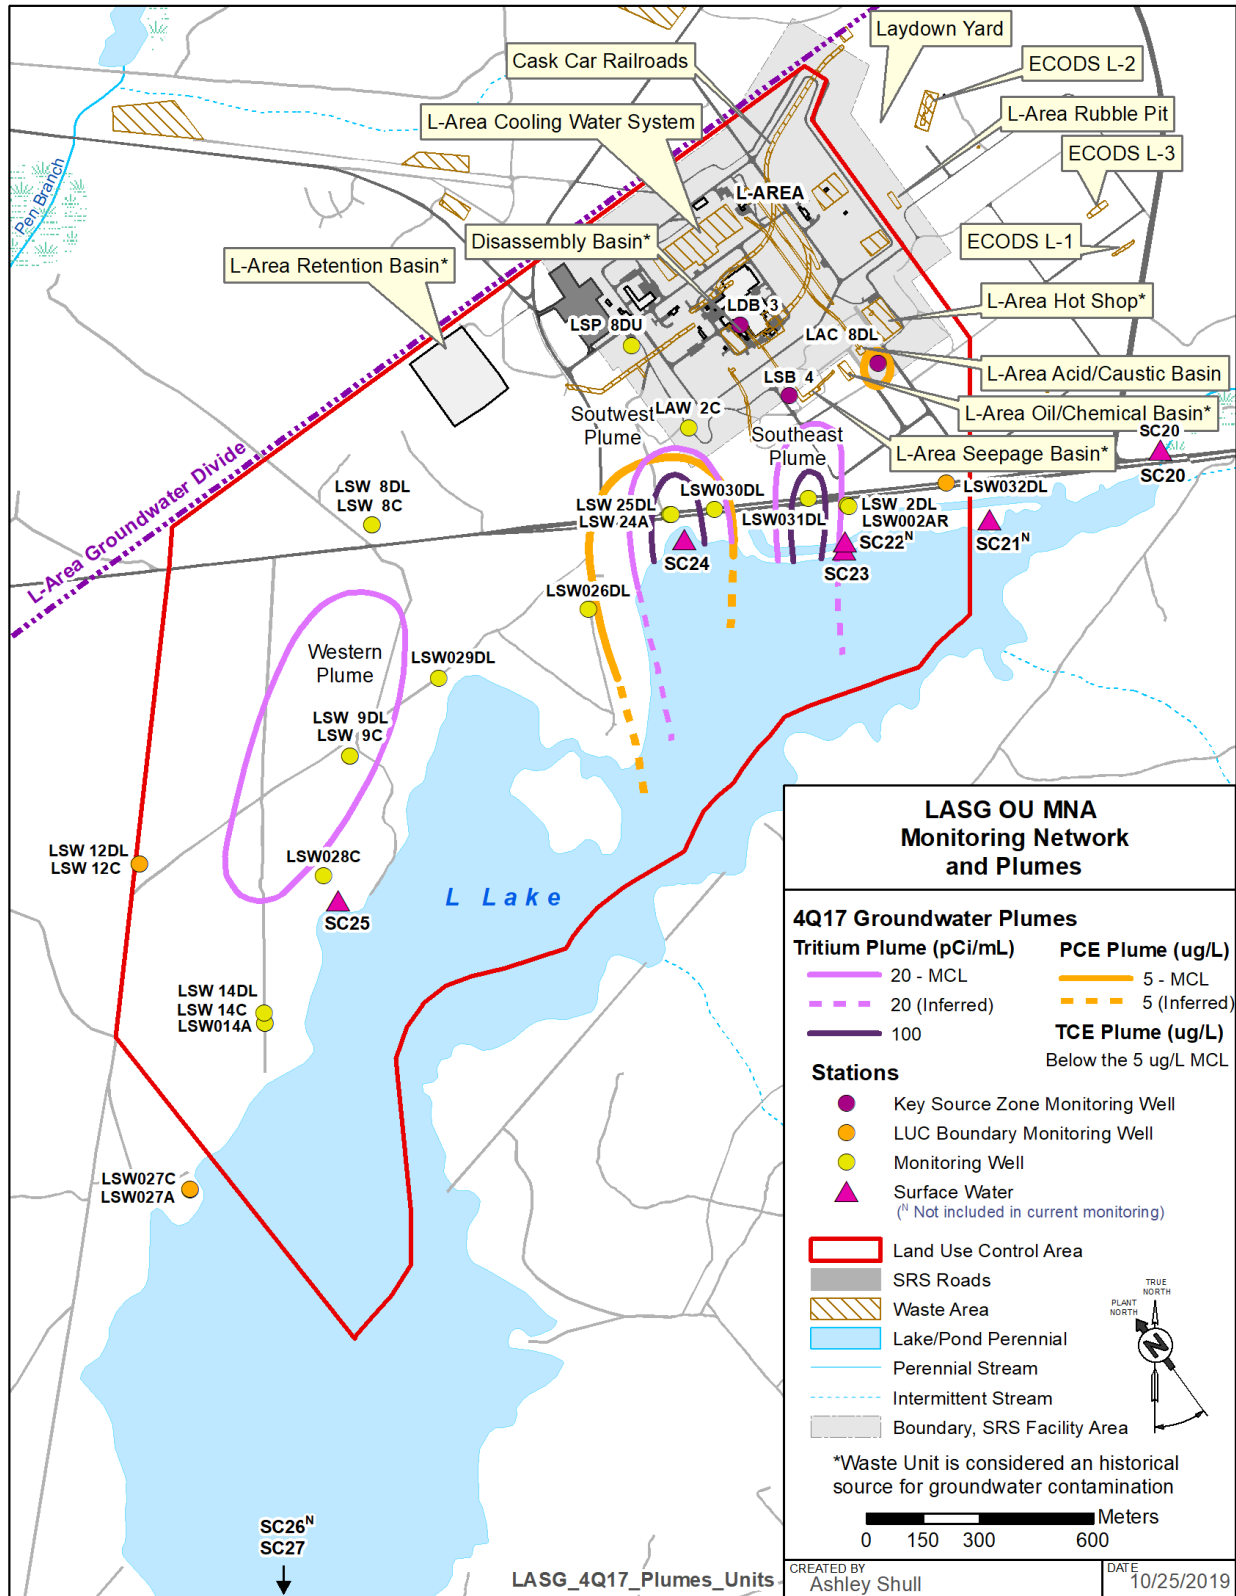 Laydown Yard
Cask Car Railroads
ECODS L-2
L-Area Cooling Water System
L-Area Rubble Pit
ECODS L-3
Pen Branch
L-AREA
Disassembly Basin*
ECODS L-1
L-Area Retention Basin*
L-Area Hot Shop*
LDB 3
LSP 8DU
LAC 8DL
L-Area Acid/Caustic Basin
LSB 4
LAW 2C
L-Area Oil/Chemical Basin*
Soutwest
Plume
Southeast
Plume
SC20
L-Area Seepage Basin*
SC20
L-Area Groundwater Divide
LSW 8DL
LSW 8C
LSW 25DL
LSW 24A
LSW030DL
LSW031DL
LSW 2DL
LSW002AR
LSW032DL
SC24
SC22N
SC21N
SC23
LSW026DL
Western
Plume
LSW029DL
LSW 9DL
LSW 9C
LSW 12DL
LSW 12C
LSW028C
SC25
L Lake
LSW 14DL
LSW 14C
LSW014A
LSW027C
LSW027A
SC26N
SC27
LASG_4Q17_Plumes_Units
LASG OU MNA
Monitoring Network
and Plumes
4Q17 Groundwater Plumes
Tritium Plume (pCi/mL)
20 - MCL
20 (Inferred)
100
PCE Plume (ug/L)
5 - MCL
5 (Inferred)
TCE Plume (ug/L)
Below the 5 ug/L MCL
Stations
Key Source Zone Monitoring Well
LUC Boundary Monitoring Well
Monitoring Well
Surface Water
(N Not included in current monitoring)
Land Use Control Area
SRS Roads
Waste Area
Lake/Pond Perennial
Perennial Stream
Intermittent Stream
Boundary, SRS Facility Area
TRUE
NORTH
PLANT
NORTH
N
*Waste Unit is considered an historical
source for groundwater contamination
Meters
0 150 300 600
CREATED BY
Ashley Shull
DATE
10/25/2019